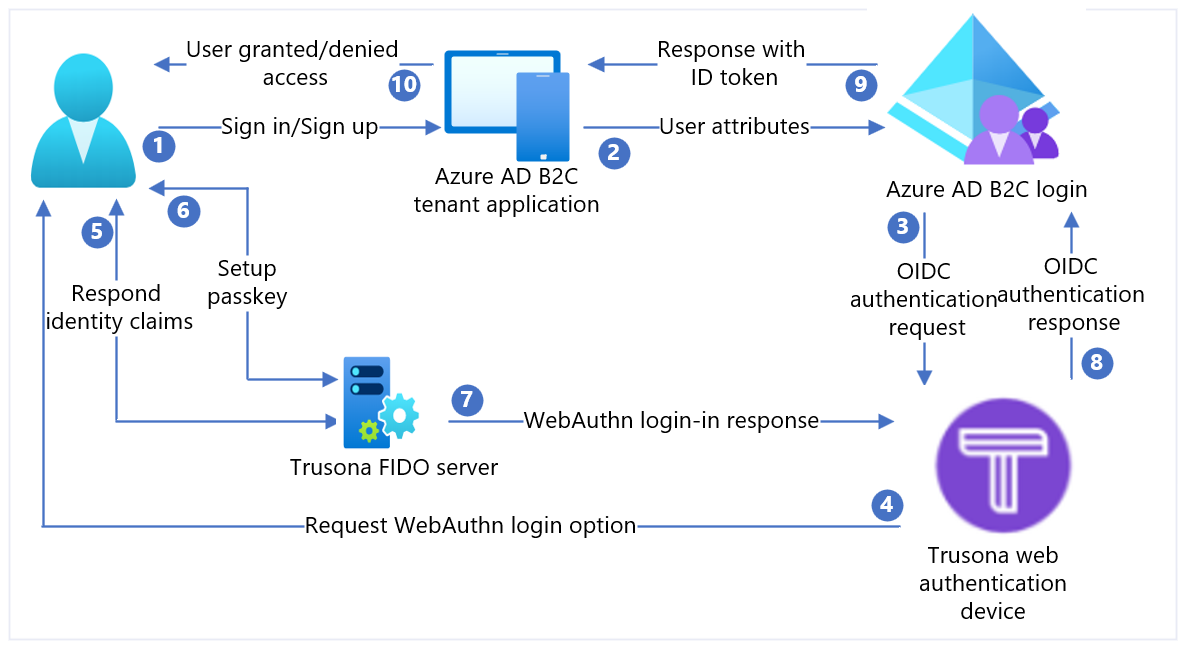 User granted/denied
access
10
Response with
ID token
9
1
Sign in/Sign up
2
User attributes
Azure AD B2C
tenant application
Azure AD B2C login
5
6
3
Setup
passkey
Respond
identity claims
OIDC
authentication
request
OIDC
authentication
response
8
7
WebAuthn login-in response
Trusona FIDO server
4
Request WebAuthn login option
Trusona web
authentication
device